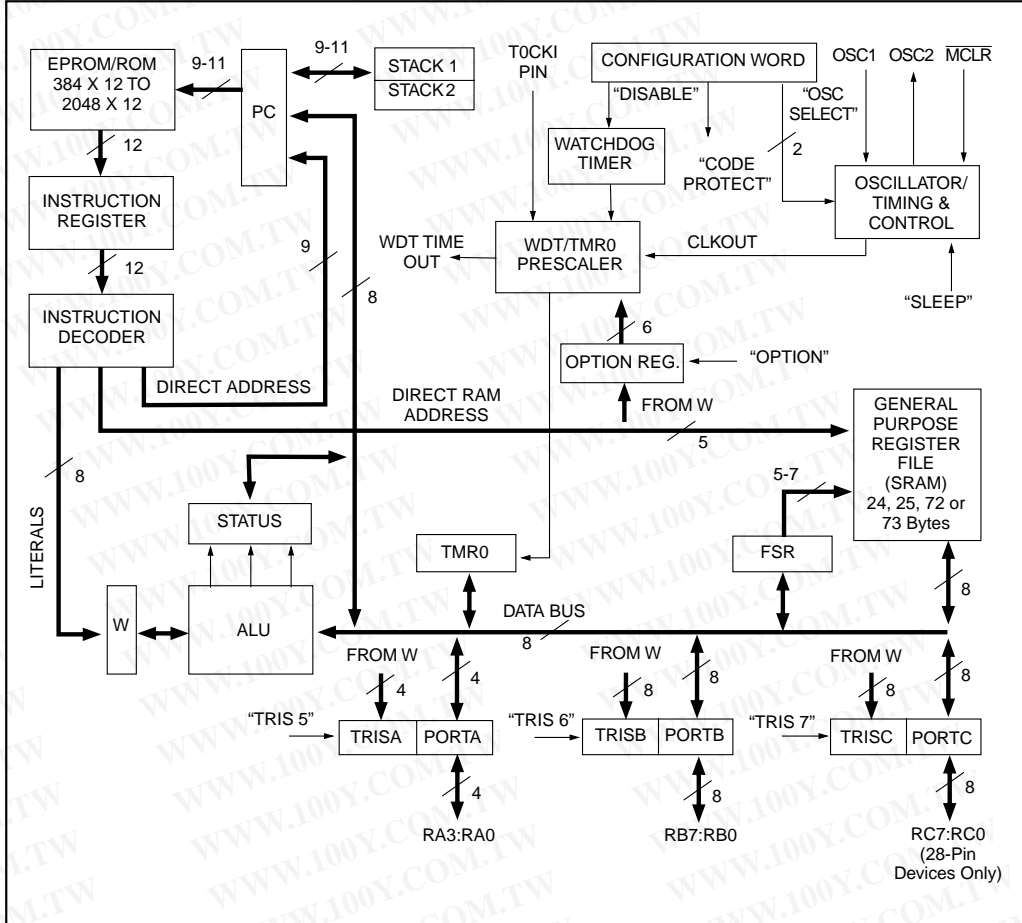 EPROM/ROM
384 X 12 TO
2048 X 12
9-11
PC
9-11
STACK 1
STACK 2
T0CKI
PIN
CONFIGURATION WORD
OSC1
OSC2
MCLR
“DISABLE”
“OSC
SELECT”
WATCHDOG
TIMER
“CODE
PROTECT”
2
OSCILLATOR/
TIMING &
CONTROL
12
INSTRUCTION
REGISTER
9
8
WDT TIME
OUT
WDT/TMR0
PRESCALER
CLKOUT
“SLEEP”
12
INSTRUCTION
DECODER
6
OPTION REG.
“OPTION”
DIRECT ADDRESS
DIRECT RAM
ADDRESS
FROM W
5
GENERAL
PURPOSE
REGISTER
FILE
(SRAM)
24, 25, 72 or
73 Bytes
8
LITERALS
STATUS
5-7
TMR0
FSR
8
W
ALU
DATA BUS
8
FROM W
4
4
FROM W
8
8
FROM W
8
8
“TRIS 5”
TRISA
PORTA
“TRIS 6”
TRISB
PORTB
“TRIS 7”
TRISC
PORTC
4
8
8
RA3:RA0
RB7:RB0
RC7:RC0
(28-Pin
Devices Only)
WWW.100Y.COM.TW